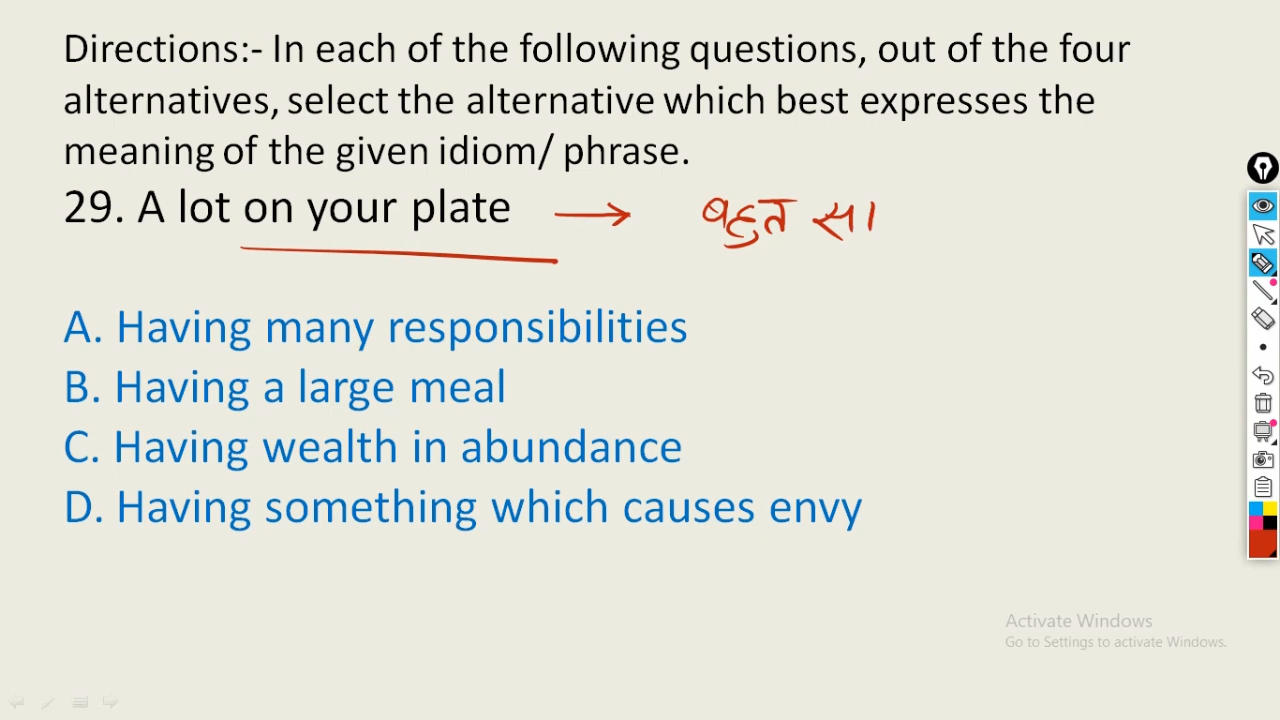 Directions:- In each of the following questions, out of the four
alternatives, select the alternative which best expresses the
meaning of the given idiom/ phrase.
29. A lot on your plate → बहुत सा
A. Having many responsibilities
B. Having a large meal
C. Having wealth in abundance
D. Having something which causes envy
Activate Windows
Go to Settings to activate Windows.